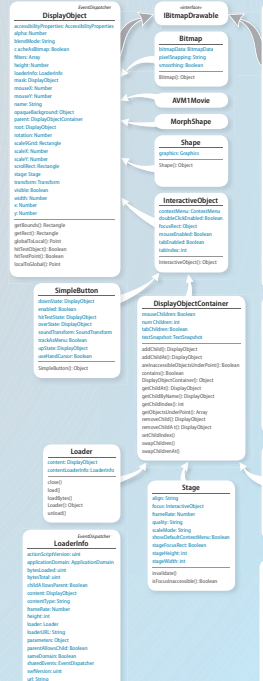 EventDispatcher
DisplayObject
accessibilityProperties: AccessibilityProperties
alpha: Number
blendMode: String
cacheAsBitmap: Boolean
filters: Array
height: Number
loaderInfo: LoaderInfo
mask: DisplayObject
mouseX: Number
mouseY: Number
name: String
opaqueBackground: Object
parent: DisplayObjectContainer
root: DisplayObject
rotation: Number
scale9Grid: Rectangle
scaleX: Number
scaleY: Number
scrollRect: Rectangle
stage: Stage
transform: Transform
visible: Boolean
width: Number
x: Number
y: Number
getBounds(): Rectangle
getRect(): Rectangle
globalToLocal(): Point
hitTestObject(): Boolean
hitTestPoint(): Boolean
localToGlobal(): Point
«interface»
IBitmapDrawable
Bitmap
bitmapData: BitmapData
pixelSnapping: String
smoothing: Boolean
Bitmap(): Object
AVM1Movie
MorphShape
Shape
graphics: Graphics
Shape(): Object
InteractiveObject
contextMenu: ContextMenu
doubleClickEnabled: Boolean
focusRect: Object
mouseEnabled: Boolean
tabEnabled: Boolean
tabIndex: int
InteractiveObject(): Object
SimpleButton
downState: DisplayObject
enabled: Boolean
hitTestState: DisplayObject
overState: DisplayObject
soundTransform: SoundTransform
trackAsMenu: Boolean
upState: DisplayObject
useHandCursor: Boolean
SimpleButton(): Object
DisplayObjectContainer
mouseChildren: Boolean
numChildren: int
tabChildren: Boolean
textSnapshot: TextSnapshot
addChild(): DisplayObject
addChildAt(): DisplayObject
areInaccessibleObjectsUnderPoint(): Boolean
contains(): Boolean
DisplayObjectContainer(): Object
getChildAt(): DisplayObject
getChildByName(): DisplayObject
getChildIndex(): int
getObjectsUnderPoint(): Array
removeChild(): DisplayObject
removeChildAt(): DisplayObject
setChildIndex()
swapChildren()
swapChildrenAt()
Loader
content: DisplayObject
contentLoaderInfo: LoaderInfo
close()
load()
loadBytes()
Loader(): Object
unload()
Stage
align: String
focus: InteractiveObject
frameRate: Number
quality: String
scaleMode: String
showDefaultContextMenu: Boolean
stageFocusRect: Boolean
stageHeight: int
stageWidth: int
invalidate()
isFocusInaccessible(): Boolean
EventDispatcher
LoaderInfo
actionScriptVersion: uint
applicationDomain: ApplicationDomain
bytesLoaded: uint
bytesTotal: uint
childAllowsParent: Boolean
content: DisplayObject
contentType: String
frameRate: Number
height: int
loader: Loader
loaderURL: String
parameters: Object
parentAllowsChild: Boolean
sameDomain: Boolean
sharedEvents: EventDispatcher
swfVersion: uint
url: String